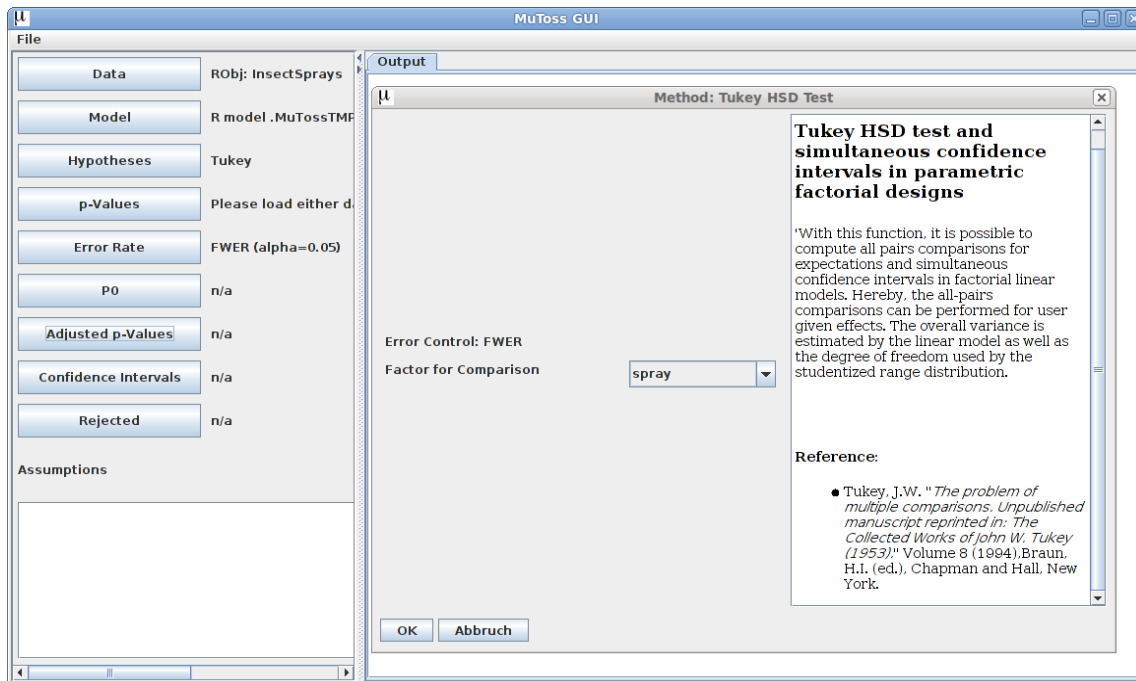 μ MuToss GUI
File
Data RObj: InsectSprays
Model R model .MuTossTMP
Hypotheses Tukey
p-Values Please load either d
Error Rate FWER (alpha=0.05)
P0 n/a
Adjusted p-Values n/a
Confidence Intervals n/a
Rejected n/a
Assumptions
Output
μ Method: Tukey HSD Test
Error Control: FWER
Factor for Comparison spray
OK Abbruch
Tukey HSD test and
simultaneous confidence
intervals in parametric
factorial designs
'With this function, it is possible to
compute all pairs comparisons for
expectations and simultaneous
confidence intervals in factorial linear
models. Hereby, the all-pairs
comparisons can be performed for user
given effects. The overall variance is
estimated by the linear model as well as
the degree of freedom used by the
studentized range distribution.
Reference:
● Tukey, J.W. "The problem of
multiple comparisons. Unpublished
manuscript reprinted in: The
Collected Works of John W. Tukey
(1953)." Volume 8 (1994),Braun,
H.I. (ed.), Chapman and Hall, New
York.